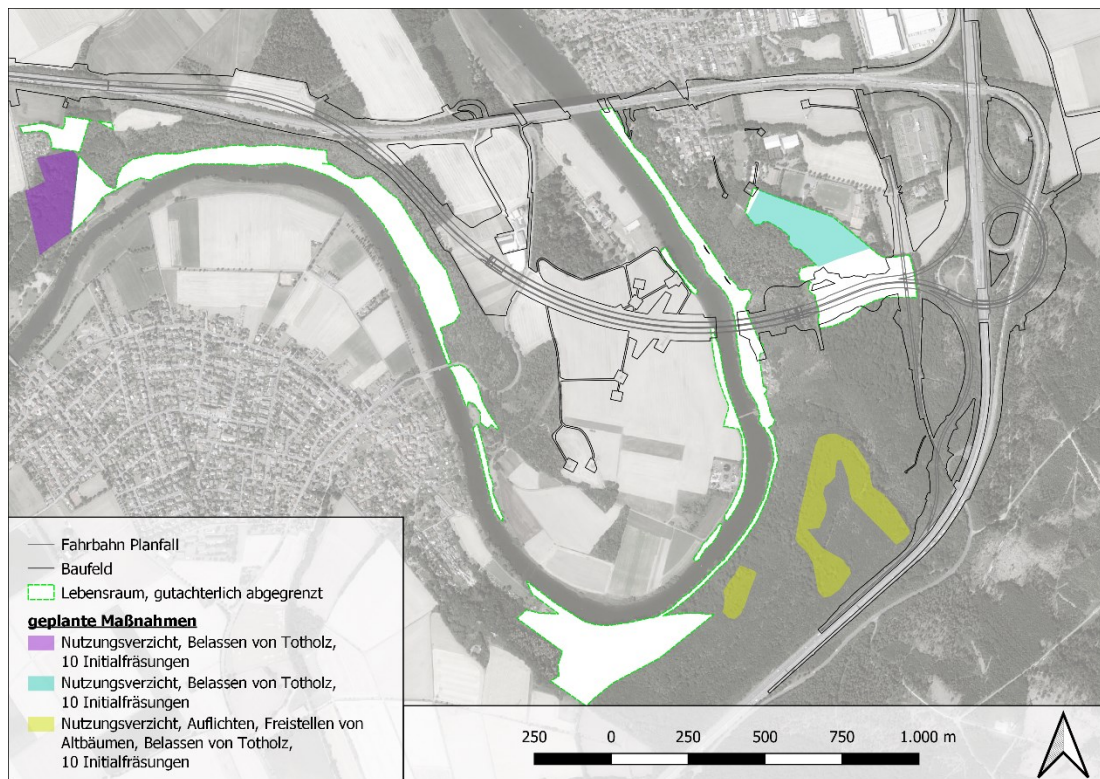 Fahrbahn Planfall
Baufeld
Lebensraum, gutachterlich abgegrenzt
geplante Maßnahmen
Nutzungsverzicht, Belassen von Totholz,
10 Initialfräsungen
Nutzungsverzicht, Belassen von Totholz,
10 Initialfräsungen
Nutzungsverzicht, Auflichten, Freistellen von
Altbäumen, Belassen von Totholz,
10 Initialfräsungen
250 0 250 500 750 1.000 m